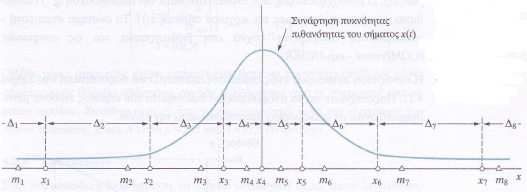 Συνάρτηση πυκνότητας
πιθανότητας του σήματος x(t)
Δ₁ Δ₂ Δ₃ Δ₄ Δ₅ Δ₆ Δ₇ Δ₈
m₁ x₁ m₂ x₂ m₃ x₃ m₄ x₄ m₅ x₅ m₆ x₆ m₇ x₇ m₈ x